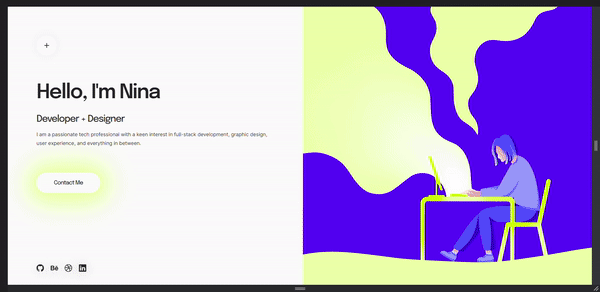 +
Hello, I'm Nina
Developer + Designer
I am a passionate tech professional with a keen interest in full-stack development, graphic design,
user experience, and everything in between.
Contact Me
Bē
in